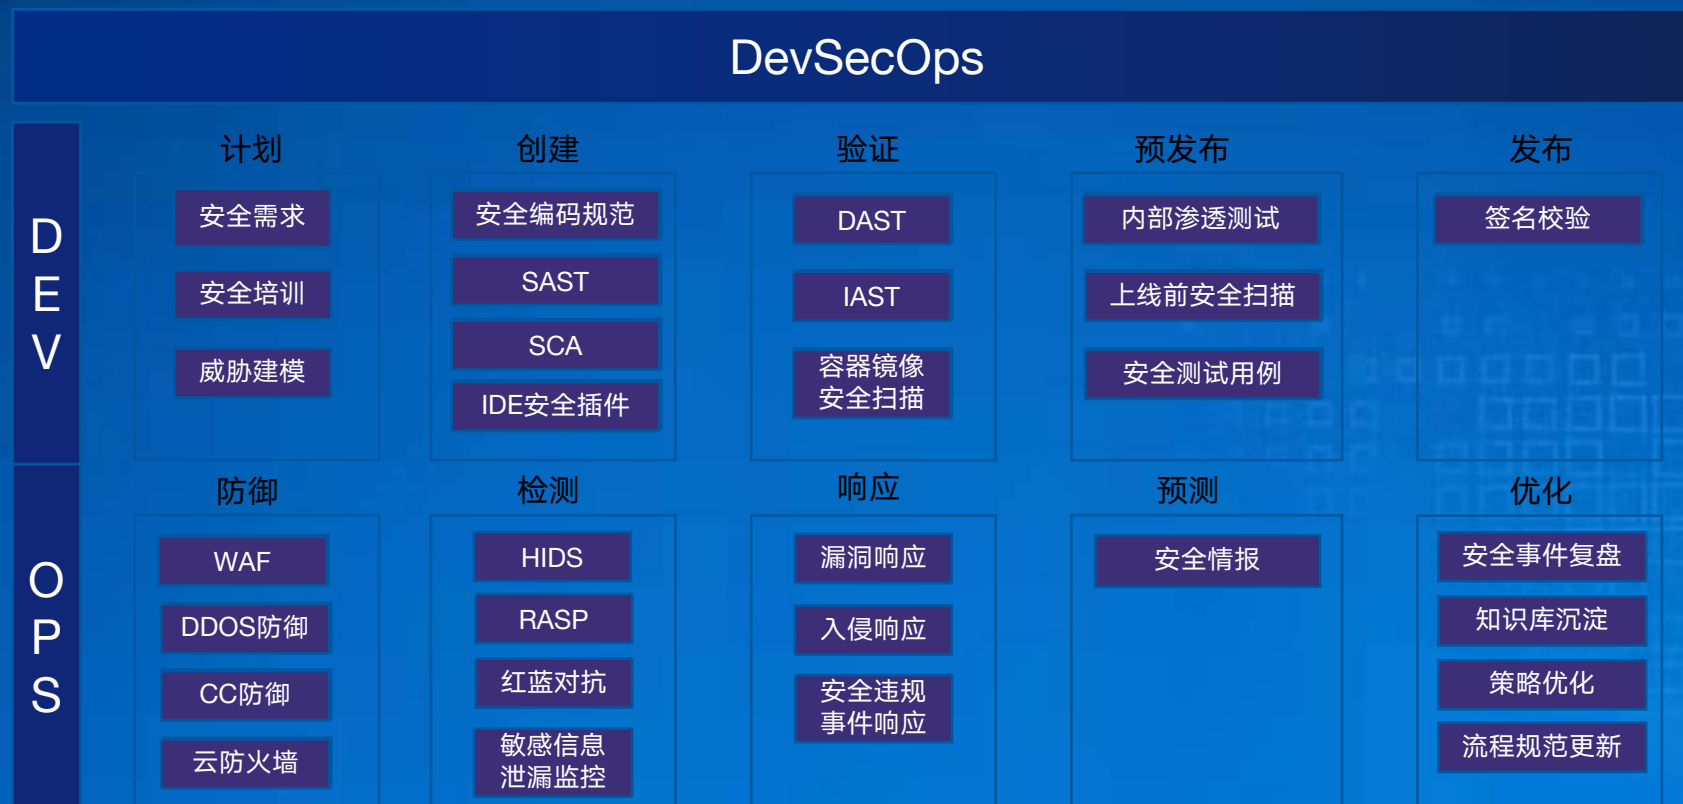 DevSecOps
DEV
计划
安全需求
安全培训
威胁建模
创建
安全编码规范
SAST
SCA
IDE安全插件
验证
DAST
IAST
容器镜像
安全扫描
预发布
内部渗透测试
上线前安全扫描
安全测试用例
发布
签名校验
OPS
防御
WAF
DDOS防御
CC防御
云防火墙
检测
HIDS
RASP
红蓝对抗
敏感信息
泄漏监控
响应
漏洞响应
入侵响应
安全违规
事件响应
预测
安全情报
优化
安全事件复盘
知识库沉淀
策略优化
流程规范更新